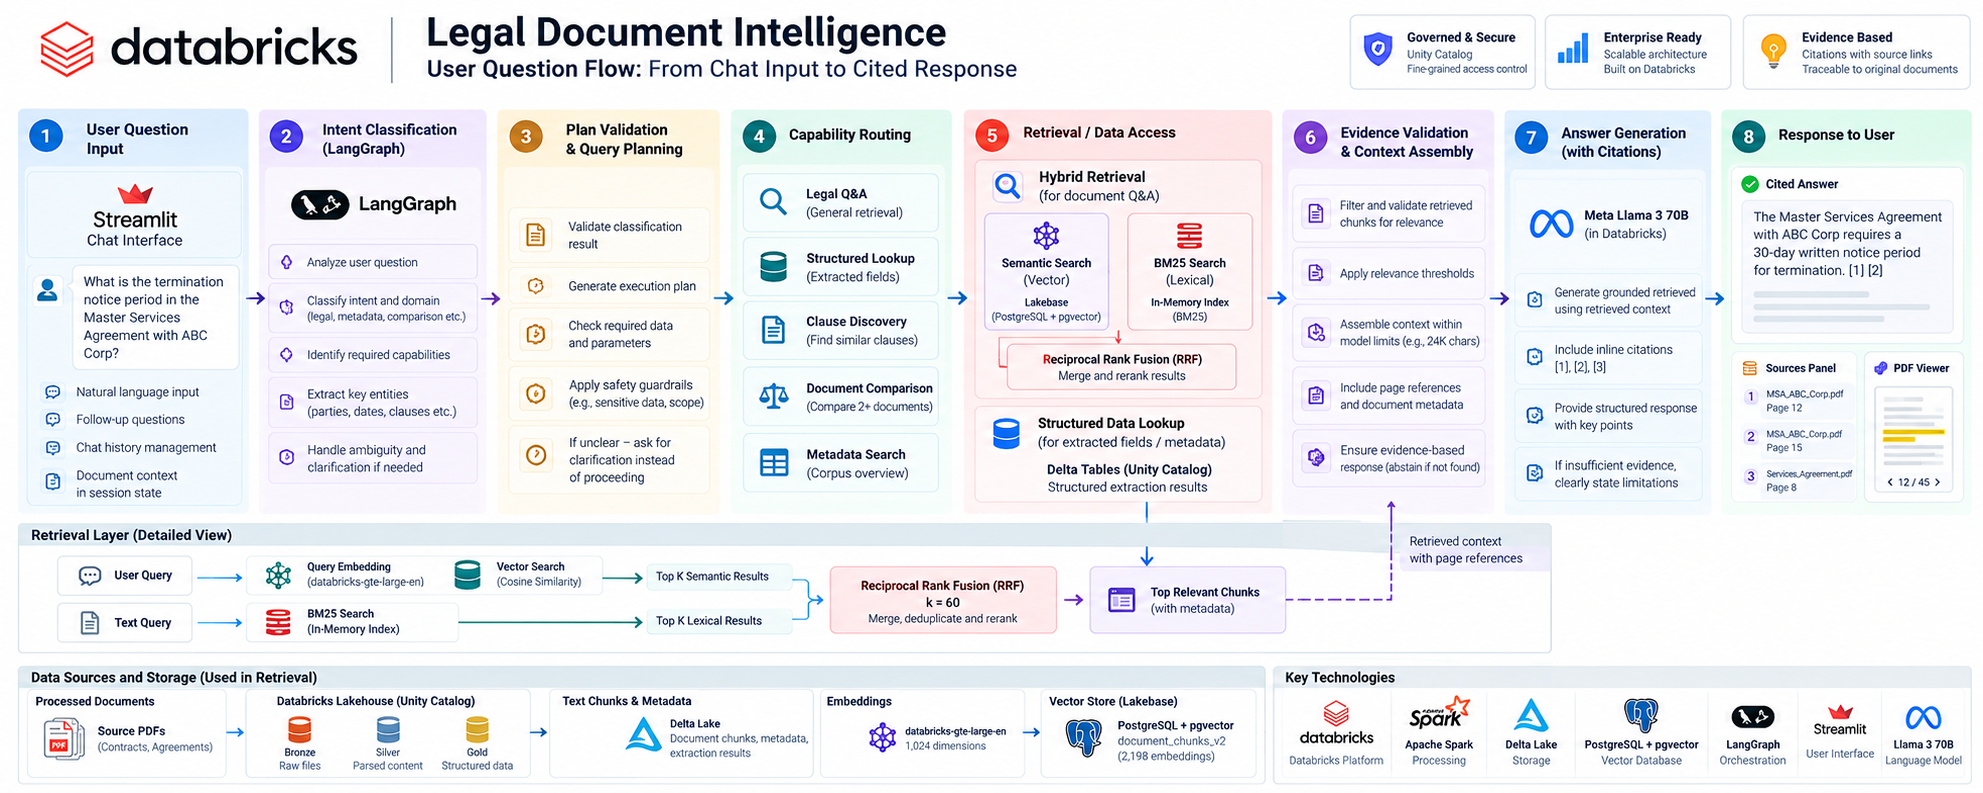 databricks
Legal Document Intelligence
User Question Flow: From Chat Input to Cited Response
Governed & Secure
Unity Catalog
Fine-grained access control
Enterprise Ready
Scalable architecture
Built on Databricks
Evidence Based
Citations with source links
Traceable to original documents
1
User Question
Input
Streamlit
Chat Interface
What is the termination
notice period in the
Master Services
Agreement with ABC
Corp?
Natural language input
Follow-up questions
Chat history management
Document context
in session state
2
Intent Classification
(LangGraph)
LangGraph
Analyze user question
Classify intent and domain
(legal, metadata, comparison etc.)
Identify required capabilities
Extract key entities
(parties, dates, clauses etc.)
Handle ambiguity and
clarification if needed
3
Plan Validation
& Query Planning
Validate classification
result
Generate execution plan
Check required data
and parameters
Apply safety guardrails
(e.g., sensitive data, scope)
If unclear – ask for
clarification instead
of proceeding
4
Capability Routing
Legal Q&A
(General retrieval)
Structured Lookup
(Extracted fields)
Clause Discovery
(Find similar clauses)
Document Comparison
(Compare 2+ documents)
Metadata Search
(Corpus overview)
5
Retrieval / Data Access
Hybrid Retrieval
(for document Q&A)
Semantic Search
(Vector)
Lakebase
(PostgreSQL + pgvector)
BM25 Search
(Lexical)
In-Memory Index
(BM25)
Reciprocal Rank Fusion (RRF)
Merge and rerank results
Structured Data Lookup
(for extracted fields / metadata)
Delta Tables (Unity Catalog)
Structured extraction results
6
Evidence Validation
& Context Assembly
Filter and validate retrieved
chunks for relevance
Apply relevance thresholds
Assemble context within
model limits (e.g., 24K chars)
Include page references
and document metadata
Ensure evidence-based
response (abstain if not found)
7
Answer Generation
(with Citations)
Meta Llama 3 70B
(in Databricks)
Generate grounded retrieved
using retrieved context
Include inline citations
[1], [2], [3]
Provide structured response
with key points
If insufficient evidence,
clearly state limitations
8
Response to User
Cited Answer
The Master Services Agreement
with ABC Corp requires a
30-day written notice period
for termination. [1] [2]
Sources Panel
1 MSA_ABC_Corp.pdf
Page 12
2 MSA_ABC_Corp.pdf
Page 15
3 Services_Agreement.pdf
Page 8
PDF Viewer
< 12 / 45 >
Retrieval Layer (Detailed View)
User Query
Query Embedding
(databricks-gte-large-en)
Vector Search
(Cosine Similarity)
Top K Semantic Results
Text Query
BM25 Search
(In-Memory Index)
Top K Lexical Results
Reciprocal Rank Fusion (RRF)
k = 60
Merge, deduplicate and rerank
Top Relevant Chunks
(with metadata)
Retrieved context
with page references
Data Sources and Storage (Used in Retrieval)
Processed Documents
PDF
Source PDFs
(Contracts, Agreements)
Databricks Lakehouse (Unity Catalog)
Bronze
Raw files
Silver
Parsed content
Gold
Structured data
Text Chunks & Metadata
Delta Lake
Document chunks, metadata,
extraction results
Embeddings
databricks-gte-large-en
1,024 dimensions
Vector Store (Lakebase)
PostgreSQL + pgvector
document_chunks_v2
(2,198 embeddings)
Key Technologies
databricks
Databricks Platform
APACHE
Spark
Apache Spark
Processing
Delta Lake
Storage
PostgreSQL + pgvector
Vector Database
LangGraph
Orchestration
Streamlit
User Interface
Llama 3 70B
Language Model